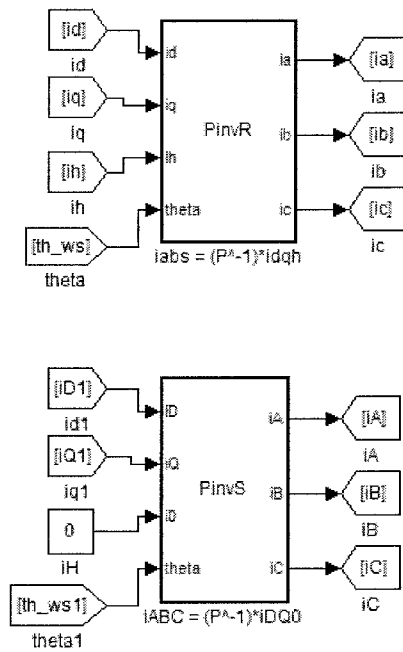 [id]
id
[iq]
iq
[ih]
ih
[th_ws]
theta
id
iq
ih
theta
PinvR
ia
ib
ic
[ia]
ia
[ib]
ib
[ic]
ic
iabs = (P^-1)*idqh
[iD1]
id1
[iQ1]
iq1
0
iH
[th_ws1]
theta1
iD
iQ
i0
theta
PinvS
iA
iB
iC
[iA]
iA
[iB]
iB
[iC]
iC
iABC = (P^-1)*iDQ0